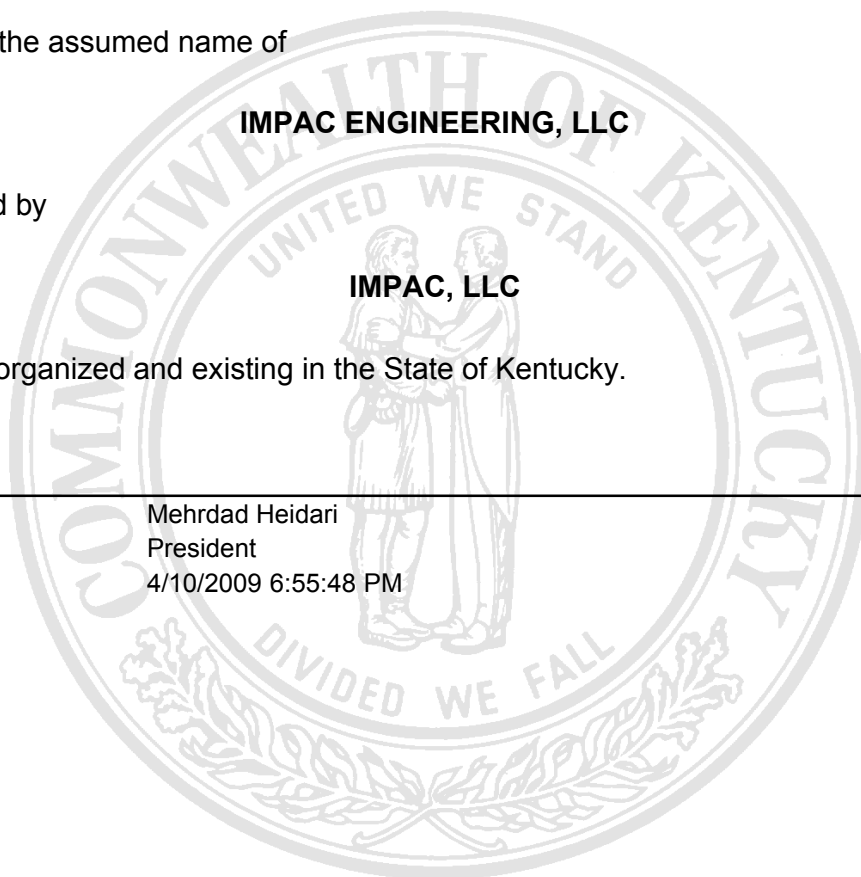 the assumed name of
IMPAC ENGINEERING, LLC
d by
IMPAC, LLC
organized and existing in the State of Kentucky.
Mehrdad Heidari
President
4/10/2009 6:55:48 PM
COMMONWEALTH OF KENTUCKY
UNITED WE STAND
DIVIDED WE FALL